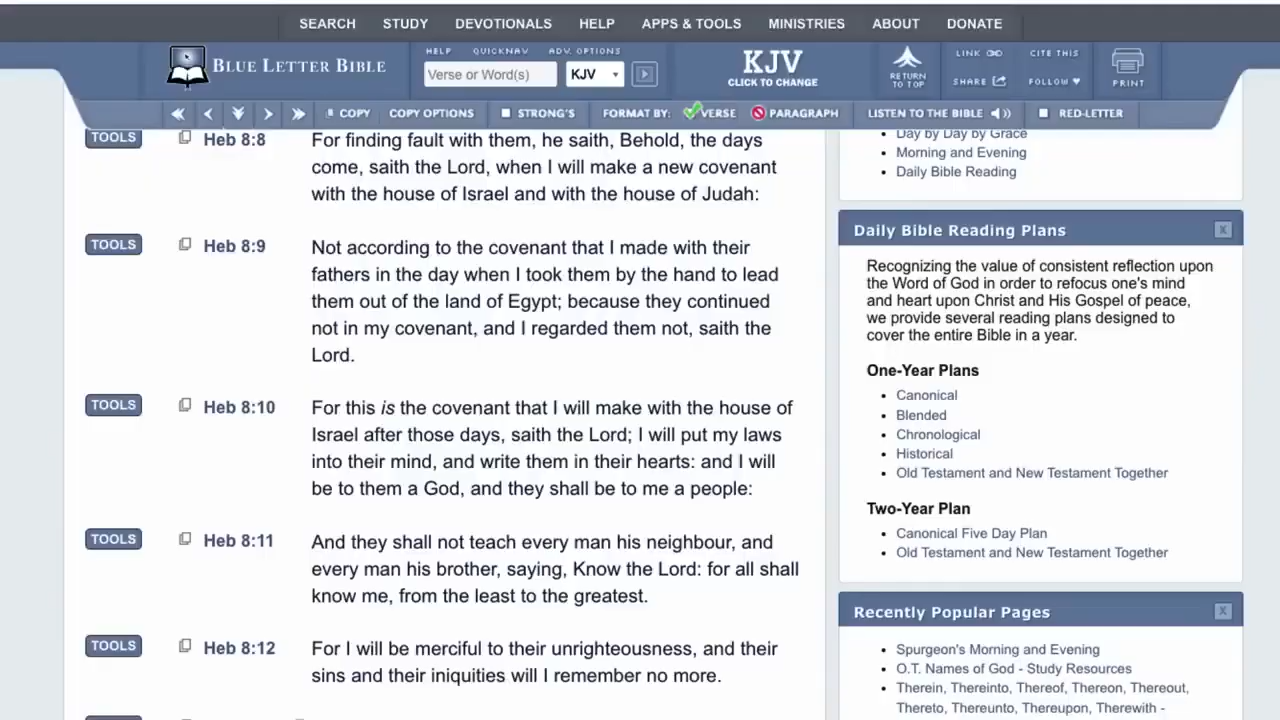 SEARCH STUDY DEVOTIONALS HELP APPS & TOOLS MINISTRIES ABOUT DONATE
BLUE LETTER BIBLE
HELP QUICKNAV ADV. OPTIONS
Verse or Word(s) KJV
KJV
CLICK TO CHANGE
RETURN
TO TOP
LINK CITE THIS
SHARE FOLLOW
PRINT
COPY COPY OPTIONS STRONG'S FORMAT BY: VERSE PARAGRAPH LISTEN TO THE BIBLE RED-LETTER
TOOLS Heb 8:8 For finding fault with them, he saith, Behold, the days
come, saith the Lord, when I will make a new covenant
with the house of Israel and with the house of Judah:
TOOLS Heb 8:9 Not according to the covenant that I made with their
fathers in the day when I took them by the hand to lead
them out of the land of Egypt; because they continued
not in my covenant, and I regarded them not, saith the
Lord.
TOOLS Heb 8:10 For this is the covenant that I will make with the house of
Israel after those days, saith the Lord; I will put my laws
into their mind, and write them in their hearts: and I will
be to them a God, and they shall be to me a people:
TOOLS Heb 8:11 And they shall not teach every man his neighbour, and
every man his brother, saying, Know the Lord: for all shall
know me, from the least to the greatest.
TOOLS Heb 8:12 For I will be merciful to their unrighteousness, and their
sins and their iniquities will I remember no more.
Day by Day by Grace
Morning and Evening
Daily Bible Reading
Daily Bible Reading Plans x
Recognizing the value of consistent reflection upon
the Word of God in order to refocus one's mind
and heart upon Christ and His Gospel of peace,
we provide several reading plans designed to
cover the entire Bible in a year.
One-Year Plans
Canonical
Blended
Chronological
Historical
Old Testament and New Testament Together
Two-Year Plan
Canonical Five Day Plan
Old Testament and New Testament Together
Recently Popular Pages x
Spurgeon's Morning and Evening
O.T. Names of God - Study Resources
Therein, Thereinto, Thereof, Thereon, Thereout,
Thereto, Thereunto, Thereupon, Therewith -